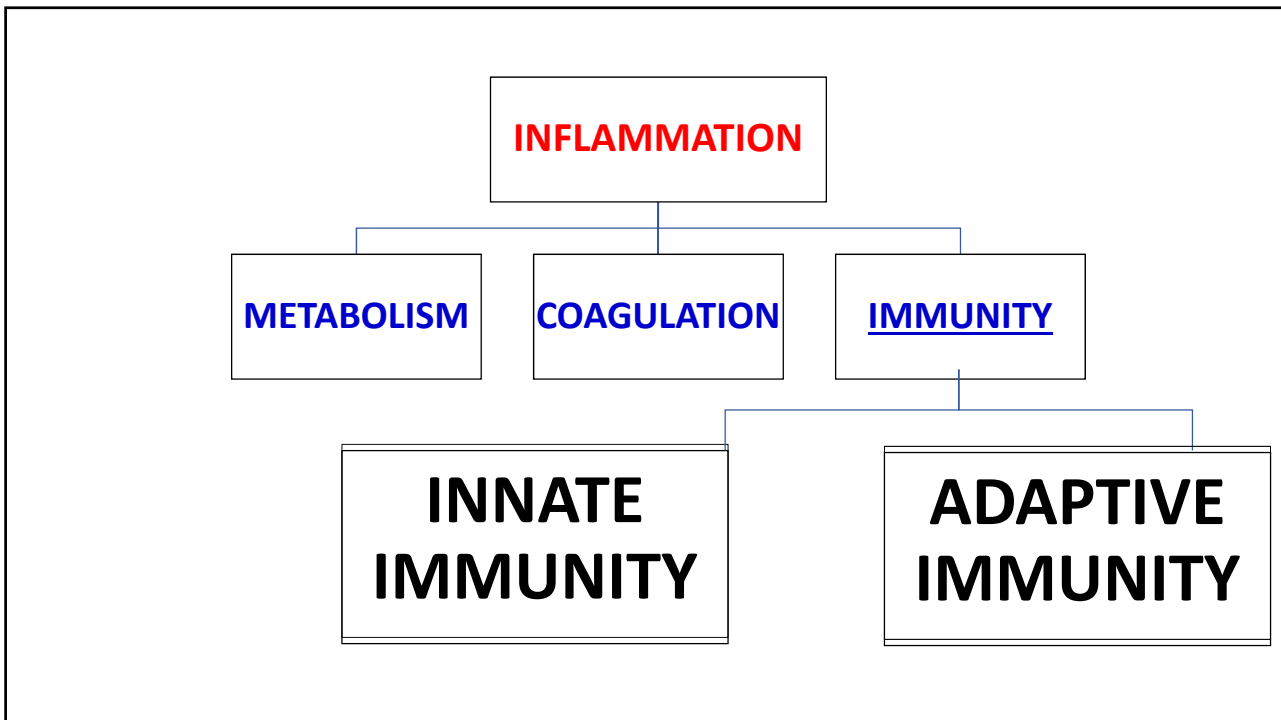 INFLAMMATION
METABOLISM
COAGULATION
IMMUNITY
INNATE
IMMUNITY
ADAPTIVE
IMMUNITY